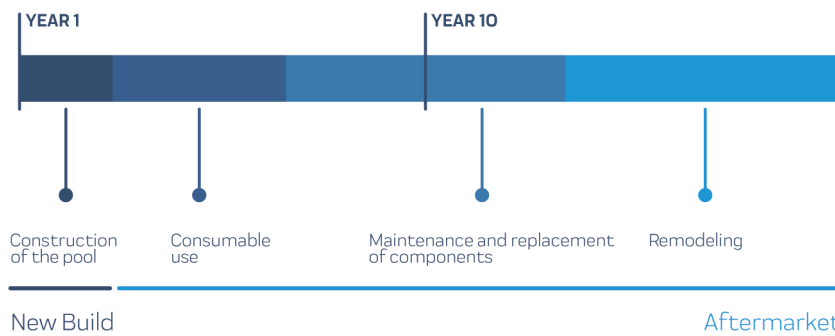 YEAR 1
YEAR 10
Construction
of the pool
Consumable
use
Maintenance and replacement
of components
Remodeling
New Build
Aftermarket